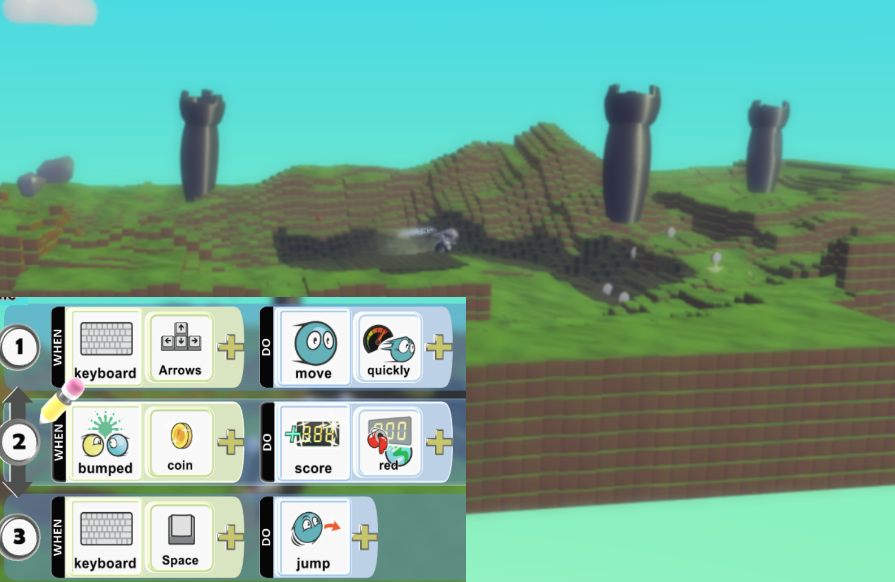 1
WHEN
keyboard
Arrows
DO
move
quickly
2
WHEN
bumped
coin
DO
score
red
3
WHEN
keyboard
Space
DO
jump